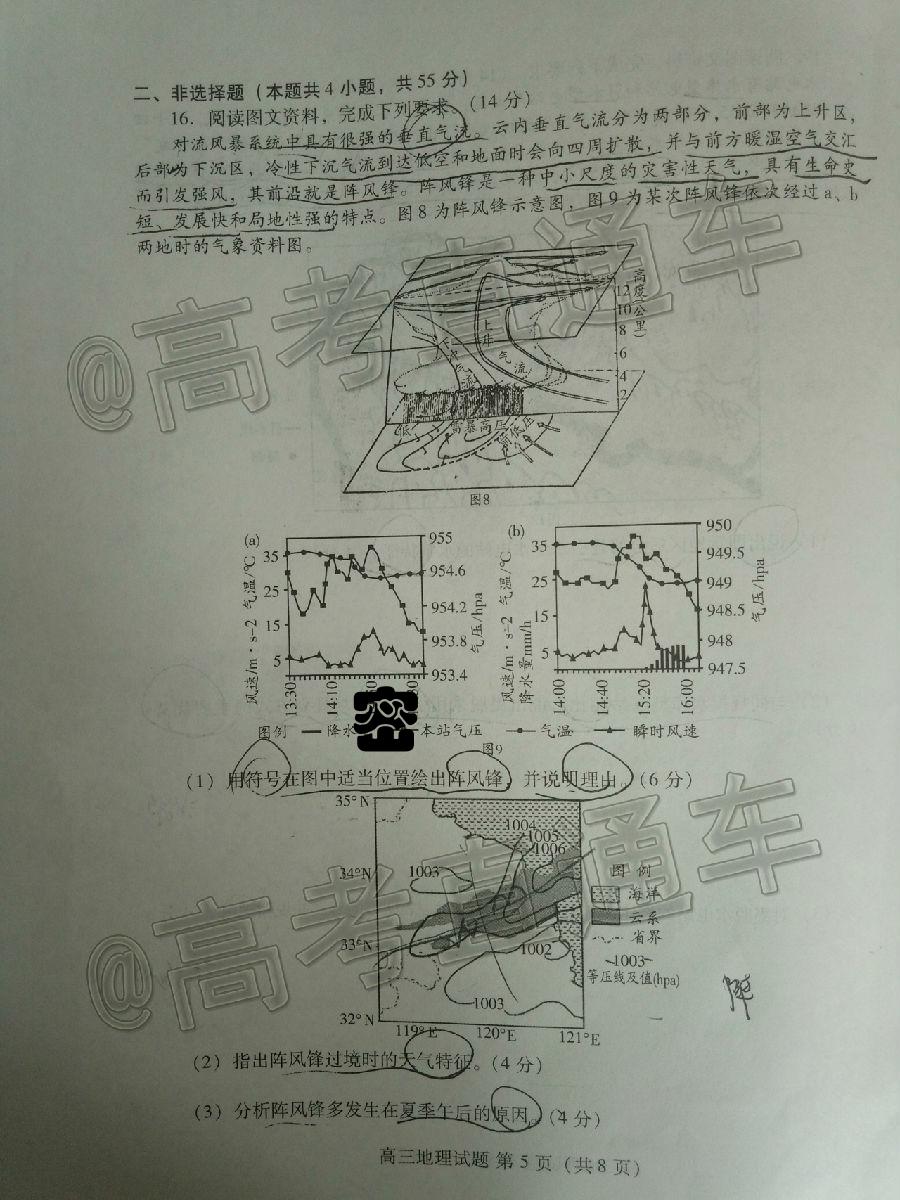 二、非选择题（本题共4小题，共55分）
16. 阅读图文资料，完成下列要求。（14分）
对流风暴系统中具有很强的垂直气流。云内垂直气流分为两部分，前部为上升区，
后部为下沉区，冷性下沉气流到达低空和地面时会向四周扩散，并与前方暖湿空气交汇
而引发强风，其前沿就是阵风锋。阵风锋是一种中小尺度的灾害性天气，具有生命史
短、发展快和局地性强的特点。图8为阵风锋示意图，图9为某次阵风锋依次经过a、b
两地时的气象资料图。
@高考直通车
高度（公里）
12
10
8
6
4
2
上升
气流
气流
雷暴高压
低压
图8
(a)
35
25
15
5
风速/m·s-2 气温/℃
955
954.6
954.2
953.8
953.4
气压/hpa
13:30
14:10
(b)
35
25
15
5
风速/m·s-2 气温/℃
降水量mm/h
950
949.5
949
948.5
948
947.5
气压/hpa
14:00
14:40
15:20
16:00
图例
降水
本站气压
气温
瞬时风速
图9
（1）用符号在图中适当位置绘出阵风锋，并说明理由。（6分）
35°N
34°N
33°N
32°N
1004
1005
1006
1003
1002
1003
119°E
120°E
121°E
图 例
海洋
云系
省界
1003
等压线及值(hpa)
@高考直通车
（2）指出阵风锋过境时的天气特征。（4分）
（3）分析阵风锋多发生在夏季午后的原因。（4分）
高三地理试题 第5页（共8页）